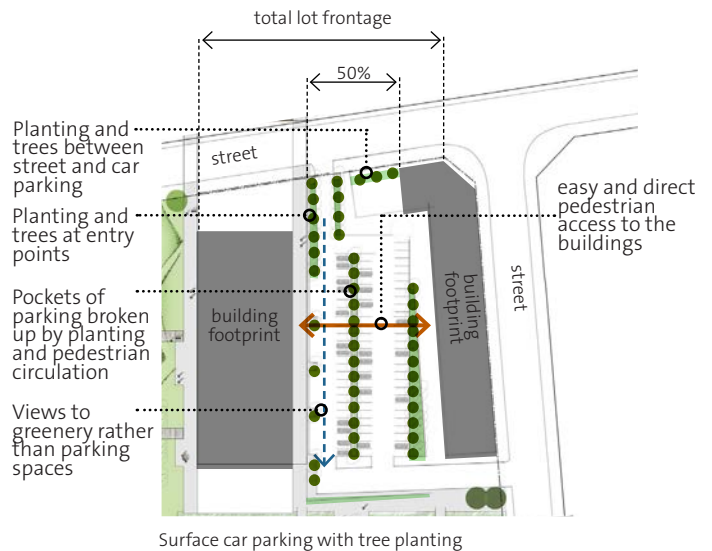 total lot frontage
50%
Planting and
trees between
street and car
parking
street
Planting and
trees at entry
points
easy and direct
pedestrian
access to the
buildings
Pockets of
parking broken
up by planting
and pedestrian
circulation
building
footprint
building
footprint
street
Views to
greenery rather
than parking
spaces
Surface car parking with tree planting